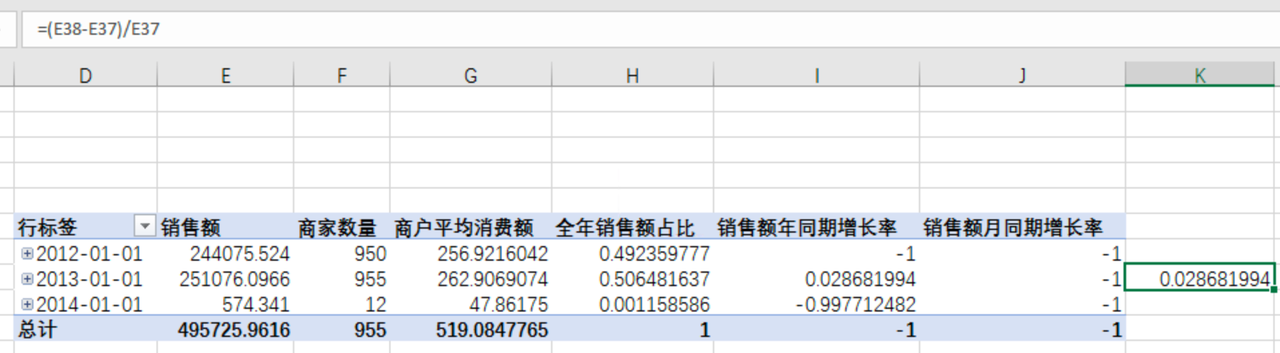 =(E38-E37)/E37
D E F G H I J K
行标签 销售额 商家数量 商户平均消费额 全年销售额占比 销售额年同期增长率 销售额月同期增长率
2012-01-01 244075.524 950 256.9216042 0.492359777 -1 -1
2013-01-01 251076.0966 955 262.9069074 0.506481637 0.028681994 -1 0.028681994
2014-01-01 574.341 12 47.86175 0.001158586 -0.997712482 -1
总计 495725.9616 955 519.0847765 1 -1 -1